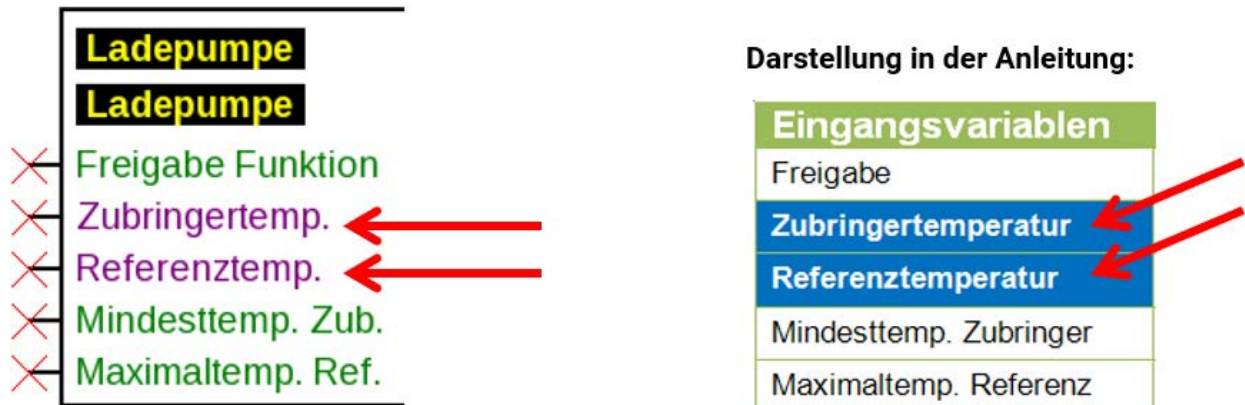 Ladepumpe
Ladepumpe
Freigabe Funktion
Zubringertemp.
Referenztemp.
Mindesttemp. Zub.
Maximaltemp. Ref.
Darstellung in der Anleitung:
Eingangsvariablen
Freigabe
Zubringertemperatur
Referenztemperatur
Mindesttemp. Zubringer
Maximaltemp. Referenz